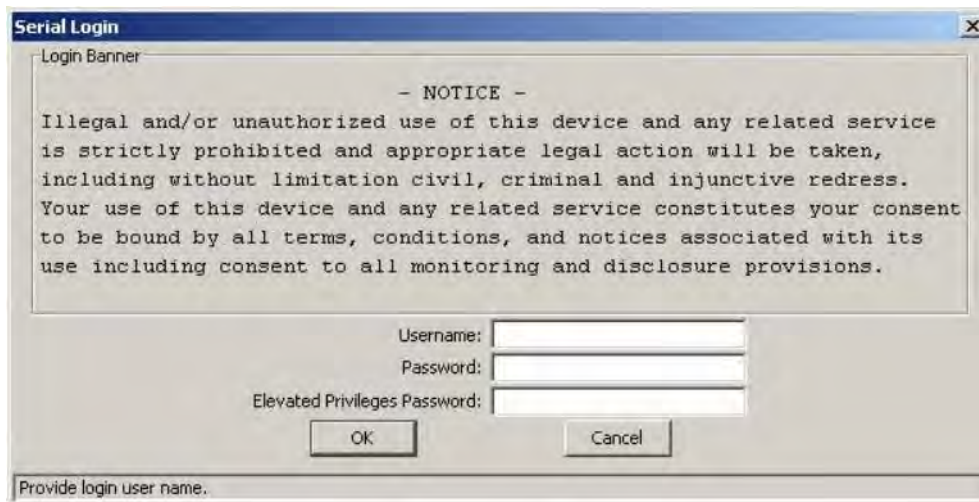 Serial Login
Login Banner
- NOTICE -
Illegal and/or unauthorized use of this device and any related service
is strictly prohibited and appropriate legal action will be taken,
including without limitation civil, criminal and injunctive redress.
Your use of this device and any related service constitutes your consent
to be bound by all terms, conditions, and notices associated with its
use including consent to all monitoring and disclosure provisions.
Username:
Password:
Elevated Privileges Password:
OK Cancel
Provide login user name.